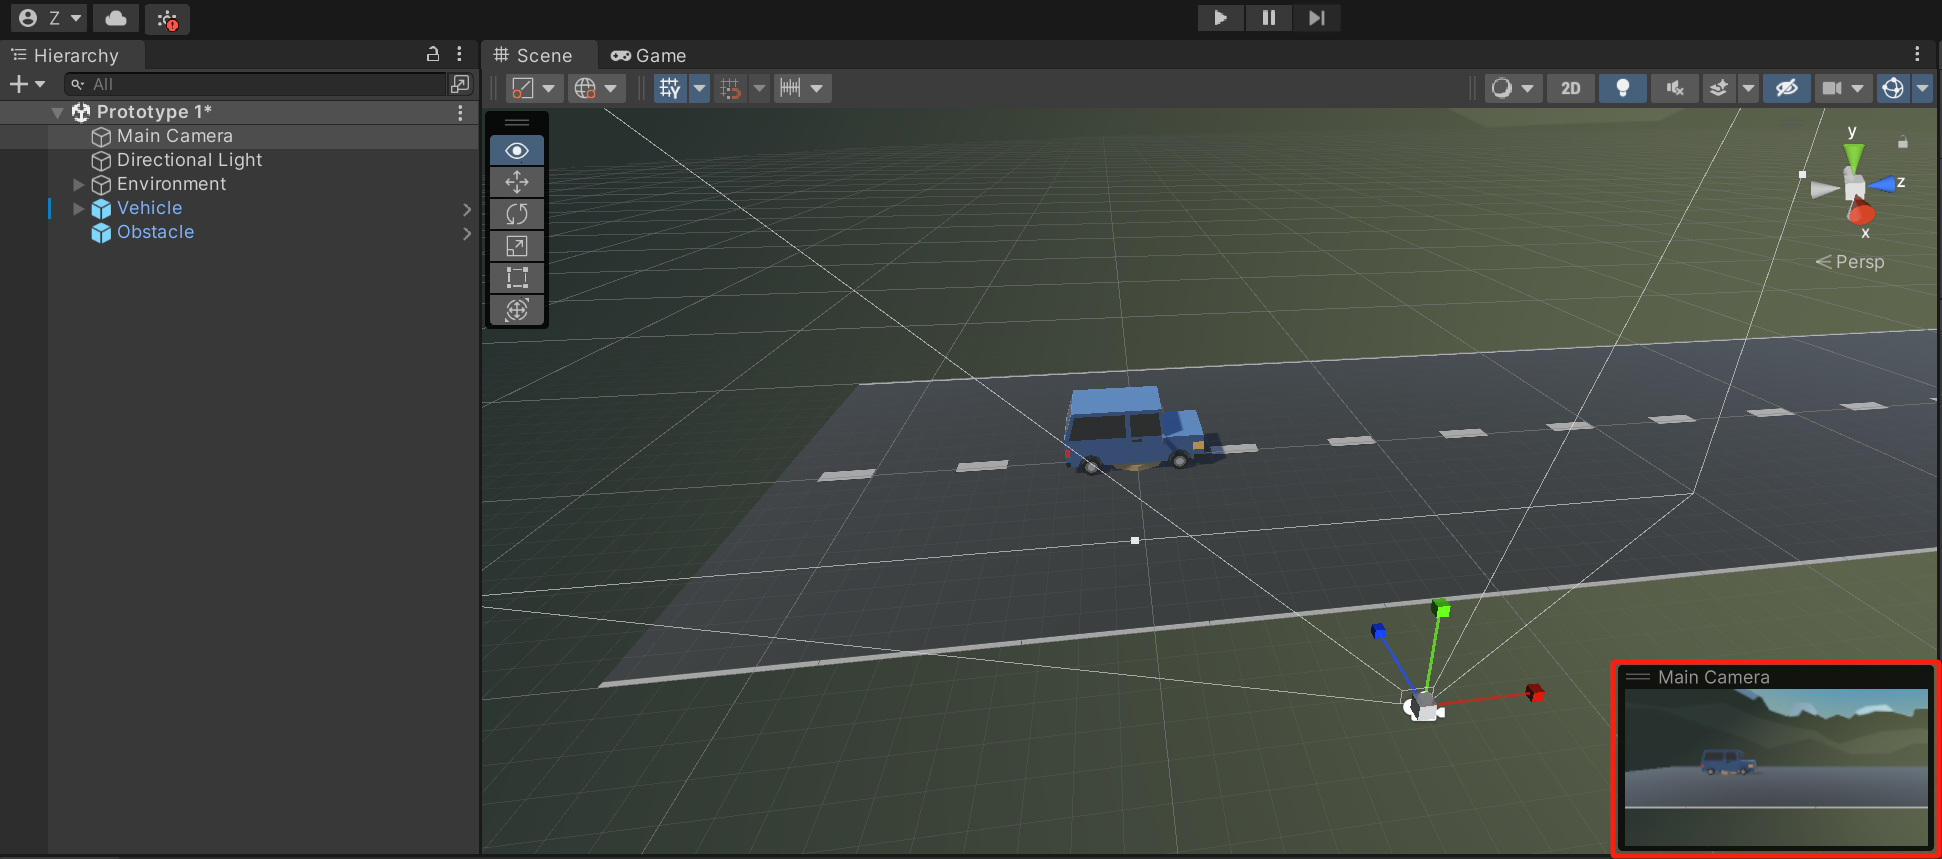 Z
Hierarchy
All
Prototype 1*
Main Camera
Directional Light
Environment
Vehicle
Obstacle
Scene
Game
Y
2D
y
z
x
Persp
Main Camera